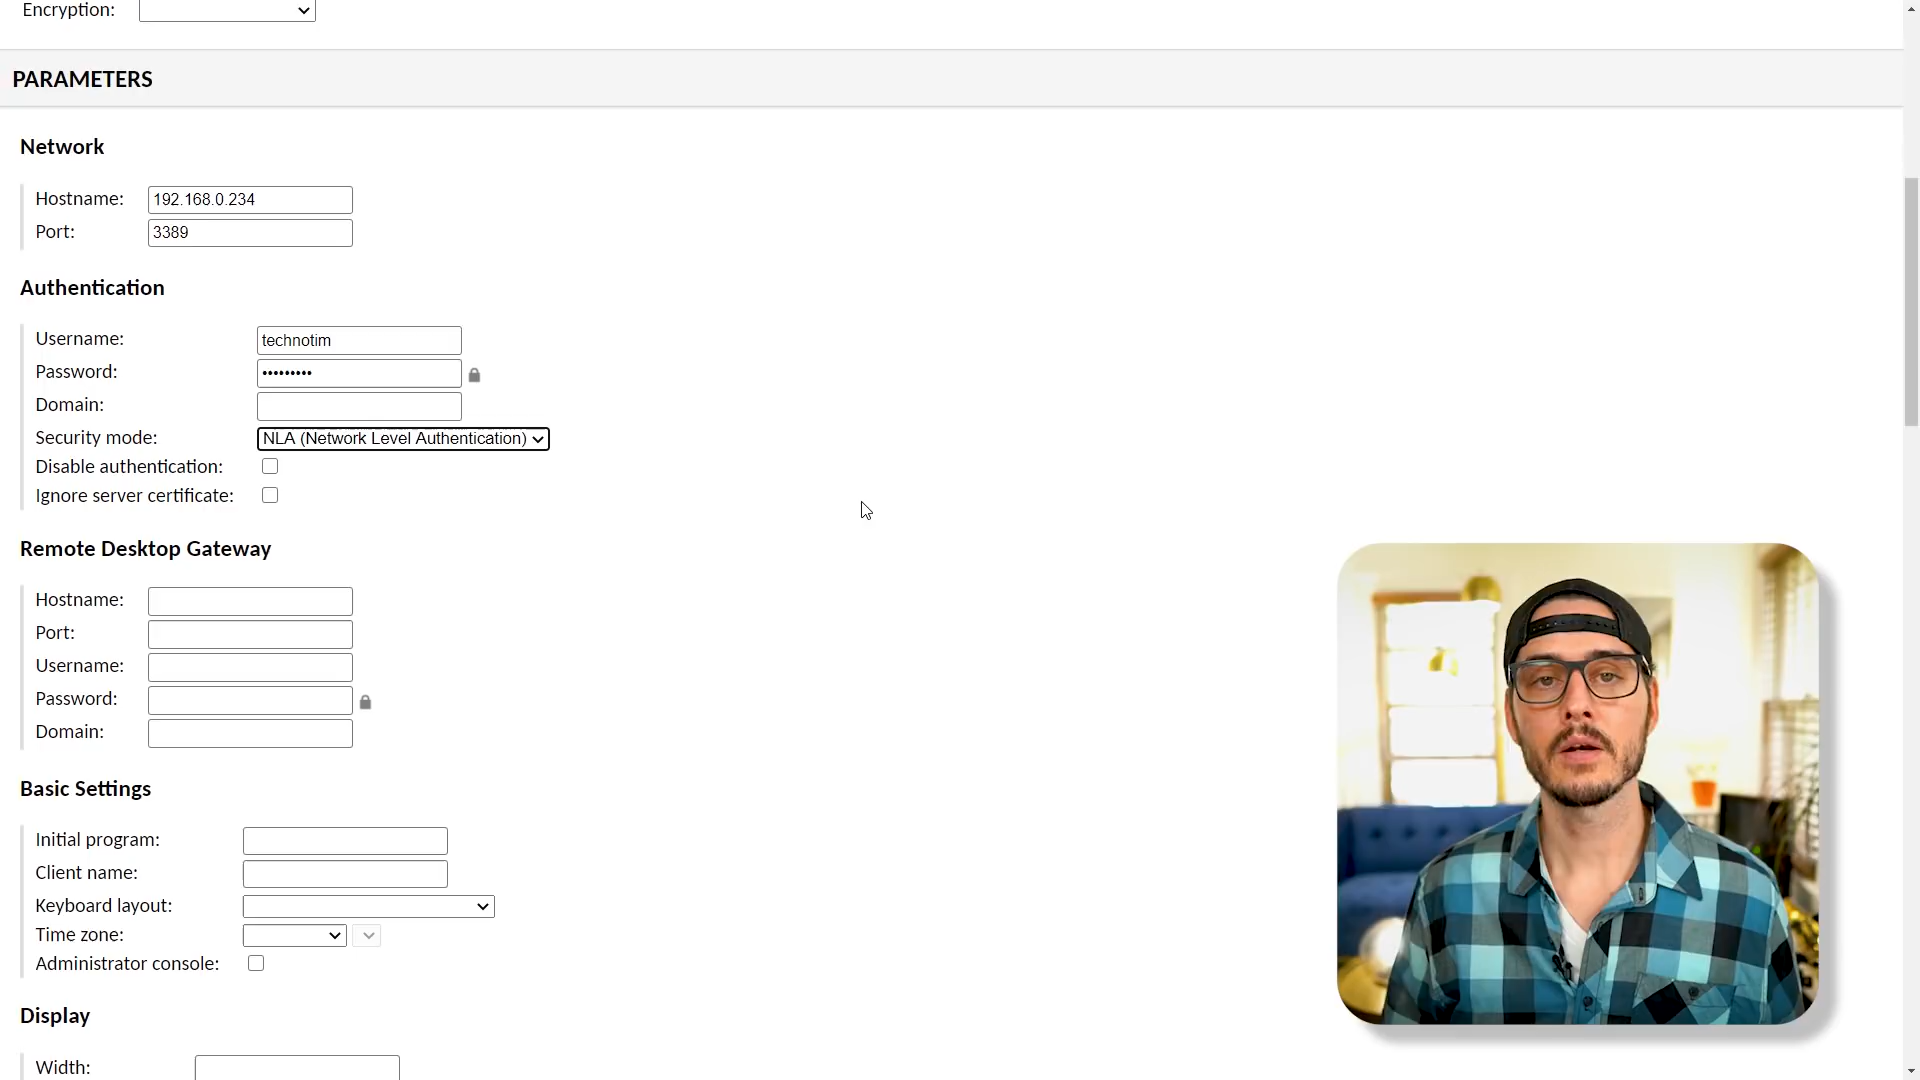 Encryption:
PARAMETERS
Network
Hostname: 192.168.0.234
Port: 3389
Authentication
Username: technotim
Password: •••••••••
Domain:
Security mode: NLA (Network Level Authentication)
Disable authentication:
Ignore server certificate:
Remote Desktop Gateway
Hostname:
Port:
Username:
Password:
Domain:
Basic Settings
Initial program:
Client name:
Keyboard layout:
Time zone:
Administrator console:
Display
Width: